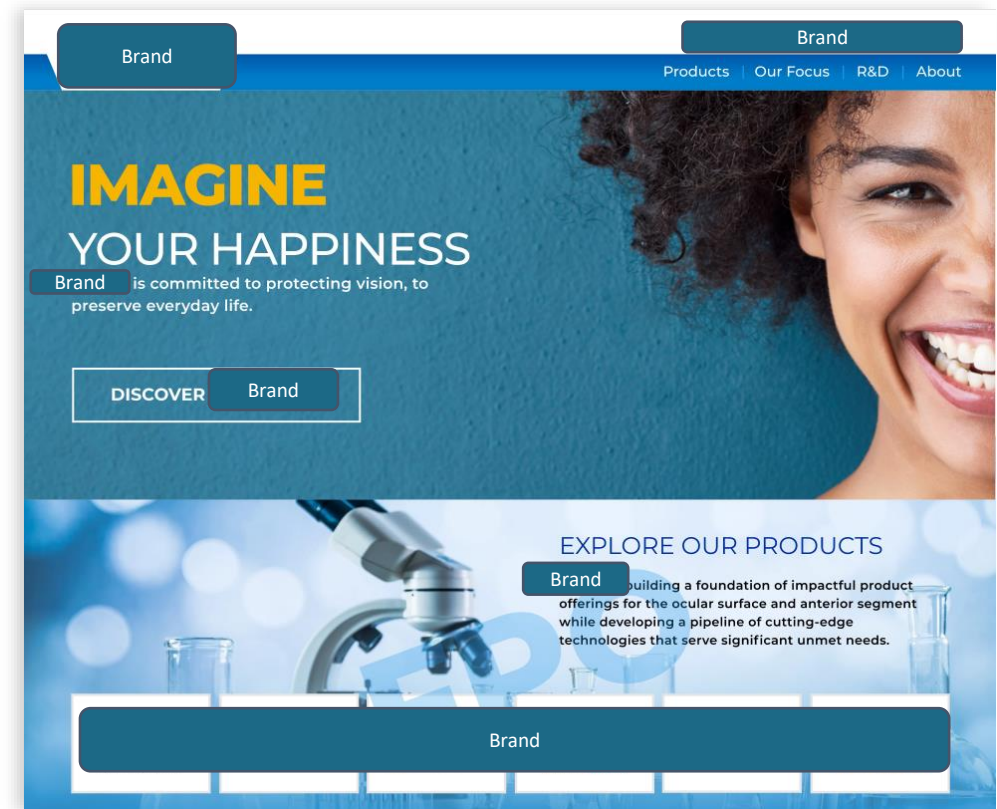 Brand
Brand
Products | Our Focus | R&D | About
IMAGINE
YOUR HAPPINESS
Brand is committed to protecting vision, to
preserve everyday life.
DISCOVER Brand
EXPLORE OUR PRODUCTS
Brand building a foundation of impactful product
offerings for the ocular surface and anterior segment
while developing a pipeline of cutting-edge
technologies that serve significant unmet needs.
FPO
Brand